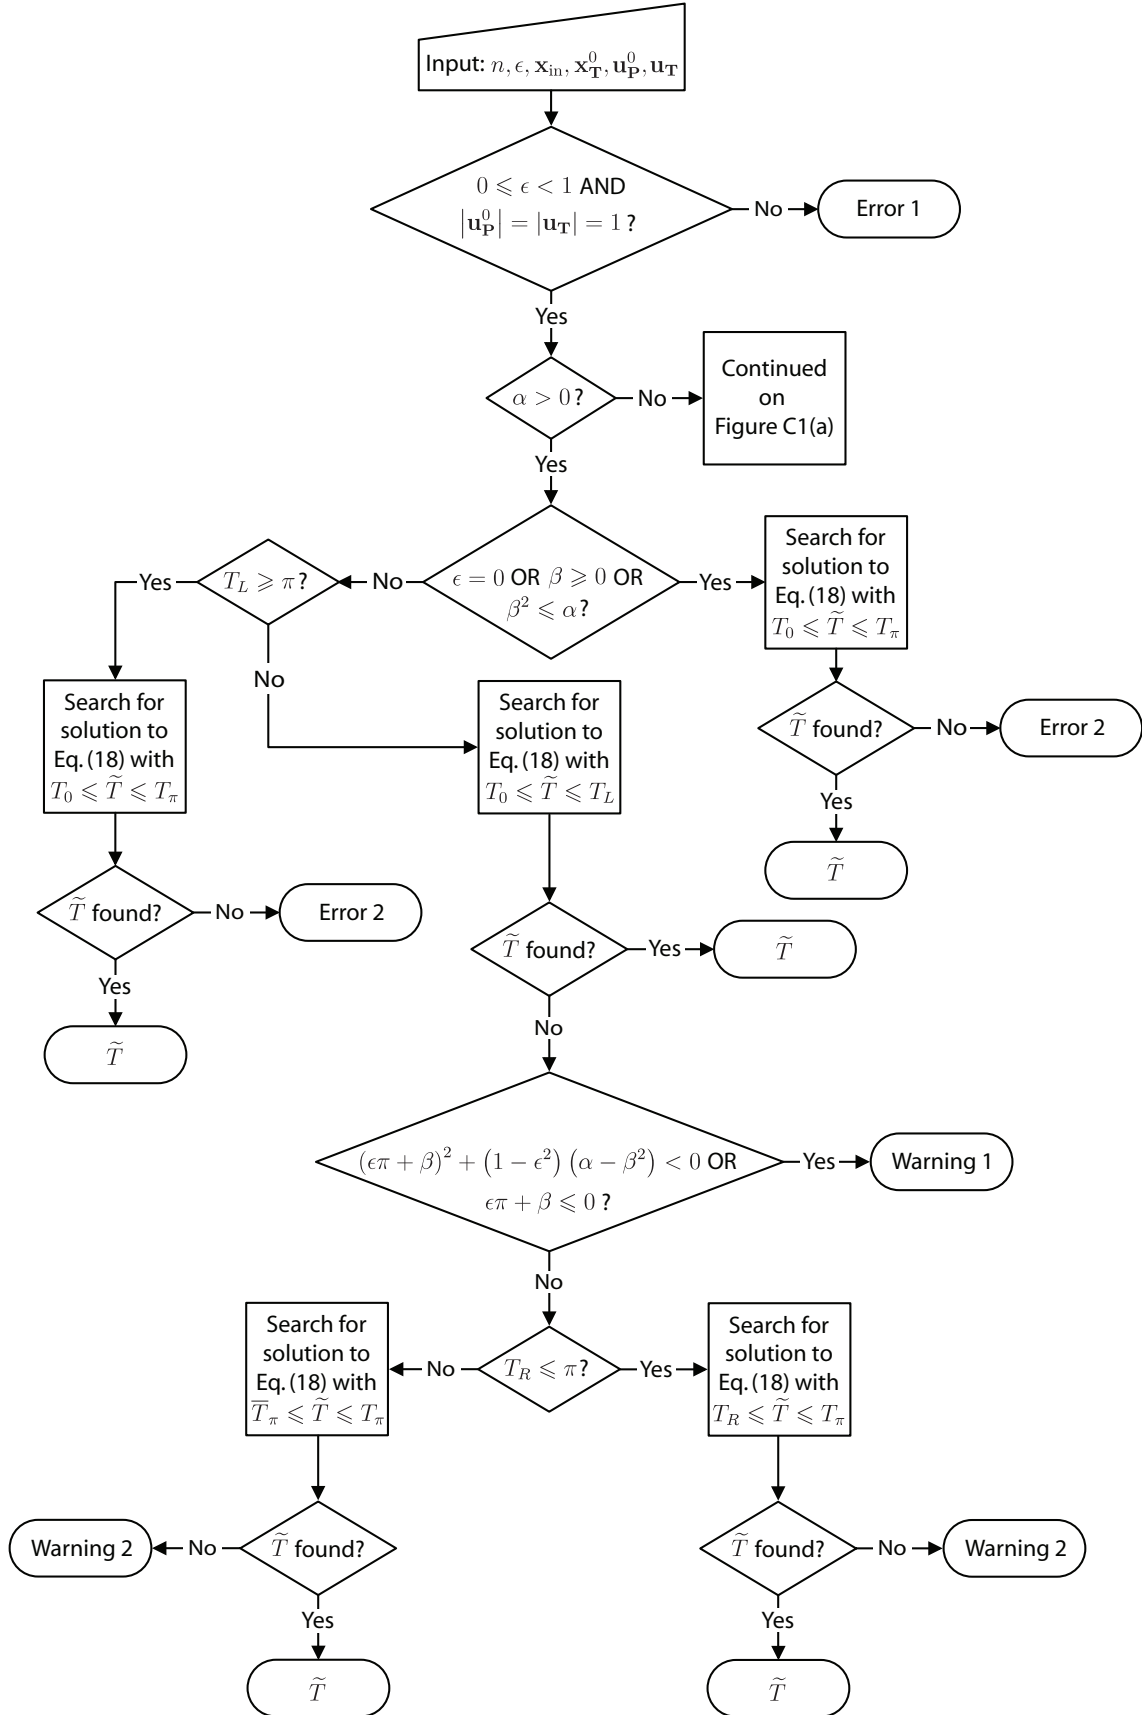 Input: n, ϵ, x_in, x_T^0, u_P^0, u_T
0 ⩽ ϵ < 1 AND
|u_P^0| = |u_T| = 1 ?
No
Error 1
Yes
α > 0 ?
No
Continued
on
Figure C1(a)
Yes
ϵ = 0 OR β ⩾ 0 OR
β² ⩽ α?
No
T_L ⩾ π?
Yes
Yes
Search for
solution to
Eq. (18) with
T_0 ⩽ T̃ ⩽ T_π
T̃ found?
No
Error 2
Yes
T̃
No
Search for
solution to
Eq. (18) with
T_0 ⩽ T̃ ⩽ T_π
T̃ found?
No
Error 2
Yes
T̃
Search for
solution to
Eq. (18) with
T_0 ⩽ T̃ ⩽ T_L
T̃ found?
Yes
T̃
No
(ϵπ + β)² + (1 − ϵ²) (α − β²) < 0 OR
ϵπ + β ⩽ 0 ?
Yes
Warning 1
No
T_R ⩽ π?
No
Yes
Search for
solution to
Eq. (18) with
T̅_π ⩽ T̃ ⩽ T_π
T̃ found?
No
Warning 2
Yes
T̃
Search for
solution to
Eq. (18) with
T_R ⩽ T̃ ⩽ T_π
T̃ found?
No
Warning 2
Yes
T̃